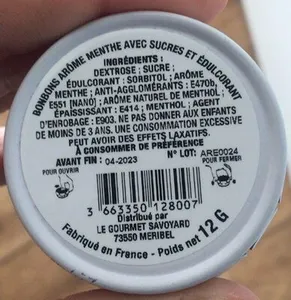 BONBONS ARÔME MENTHE AVEC SUCRES ET ÉDULCORANT
INGRÉDIENTS :
DEXTROSE ; SUCRE ;
ÉDULCORANT : SORBITOL ; ARÔME
MENTHE ; ANTI-AGGLOMÉRANTS : E470b,
E551 [NANO] ; ARÔME NATUREL DE MENTHOL ;
ÉPAISSISSANT : E414 ; MENTHOL ; AGENT
D'ENROBAGE : E903. NE PAS DONNER AUX ENFANTS
DE MOINS DE 3 ANS. UNE CONSOMMATION EXCESSIVE
PEUT AVOIR DES EFFETS LAXATIFS.
À CONSOMMER DE PRÉFÉRENCE
AVANT FIN : 04-2023 N° LOT: ARE0024
POUR OUVRIR POUR FERMER
3 663350 128007
Distribué par
LE GOURMET SAVOYARD
73550 MERIBEL
Fabriqué en France - Poids net 12 G